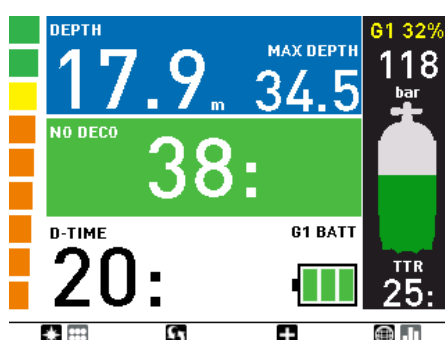 DEPTH
MAX DEPTH
17.9 m
34.5
NO DECO
38:
D-TIME
20:
G1 BATT
G1 32%
118
bar
TTR
25: